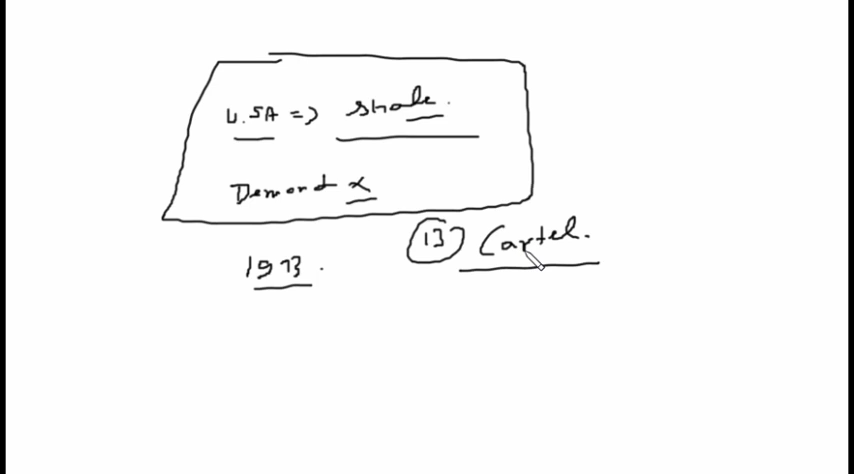 U.SA => Shale.
Demand x
13 Cartel.
1973.